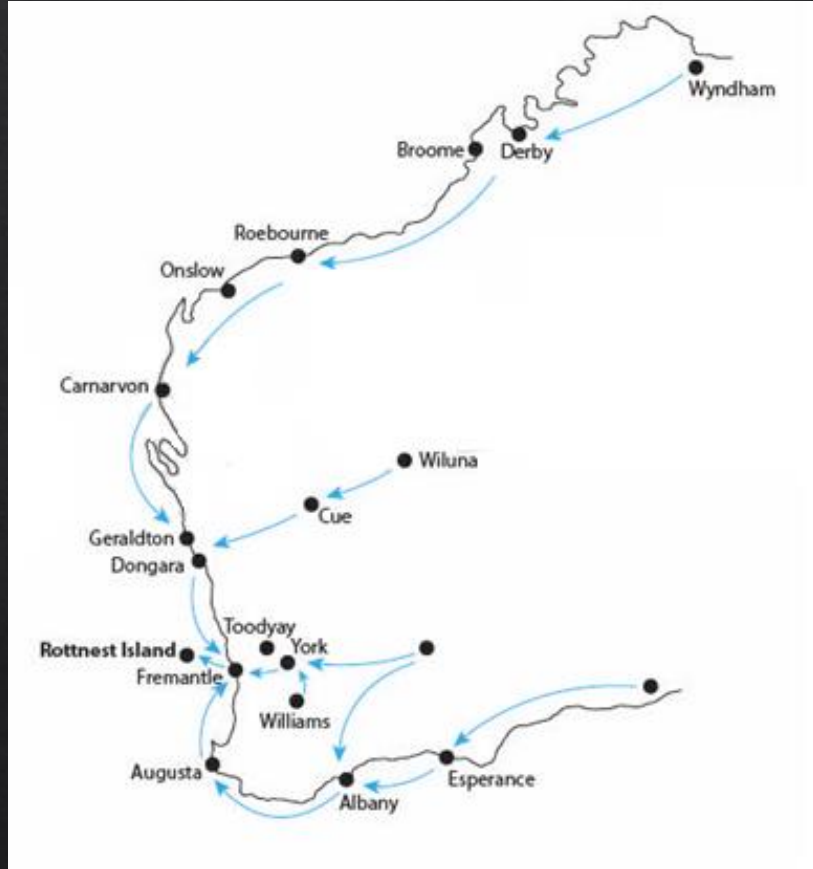 Wyndham
Broome
Derby
Roebourne
Onslow
Carnarvon
Wiluna
Cue
Geraldton
Dongara
Toodyay
York
Rottnest Island
Fremantle
Williams
Augusta
Esperance
Albany